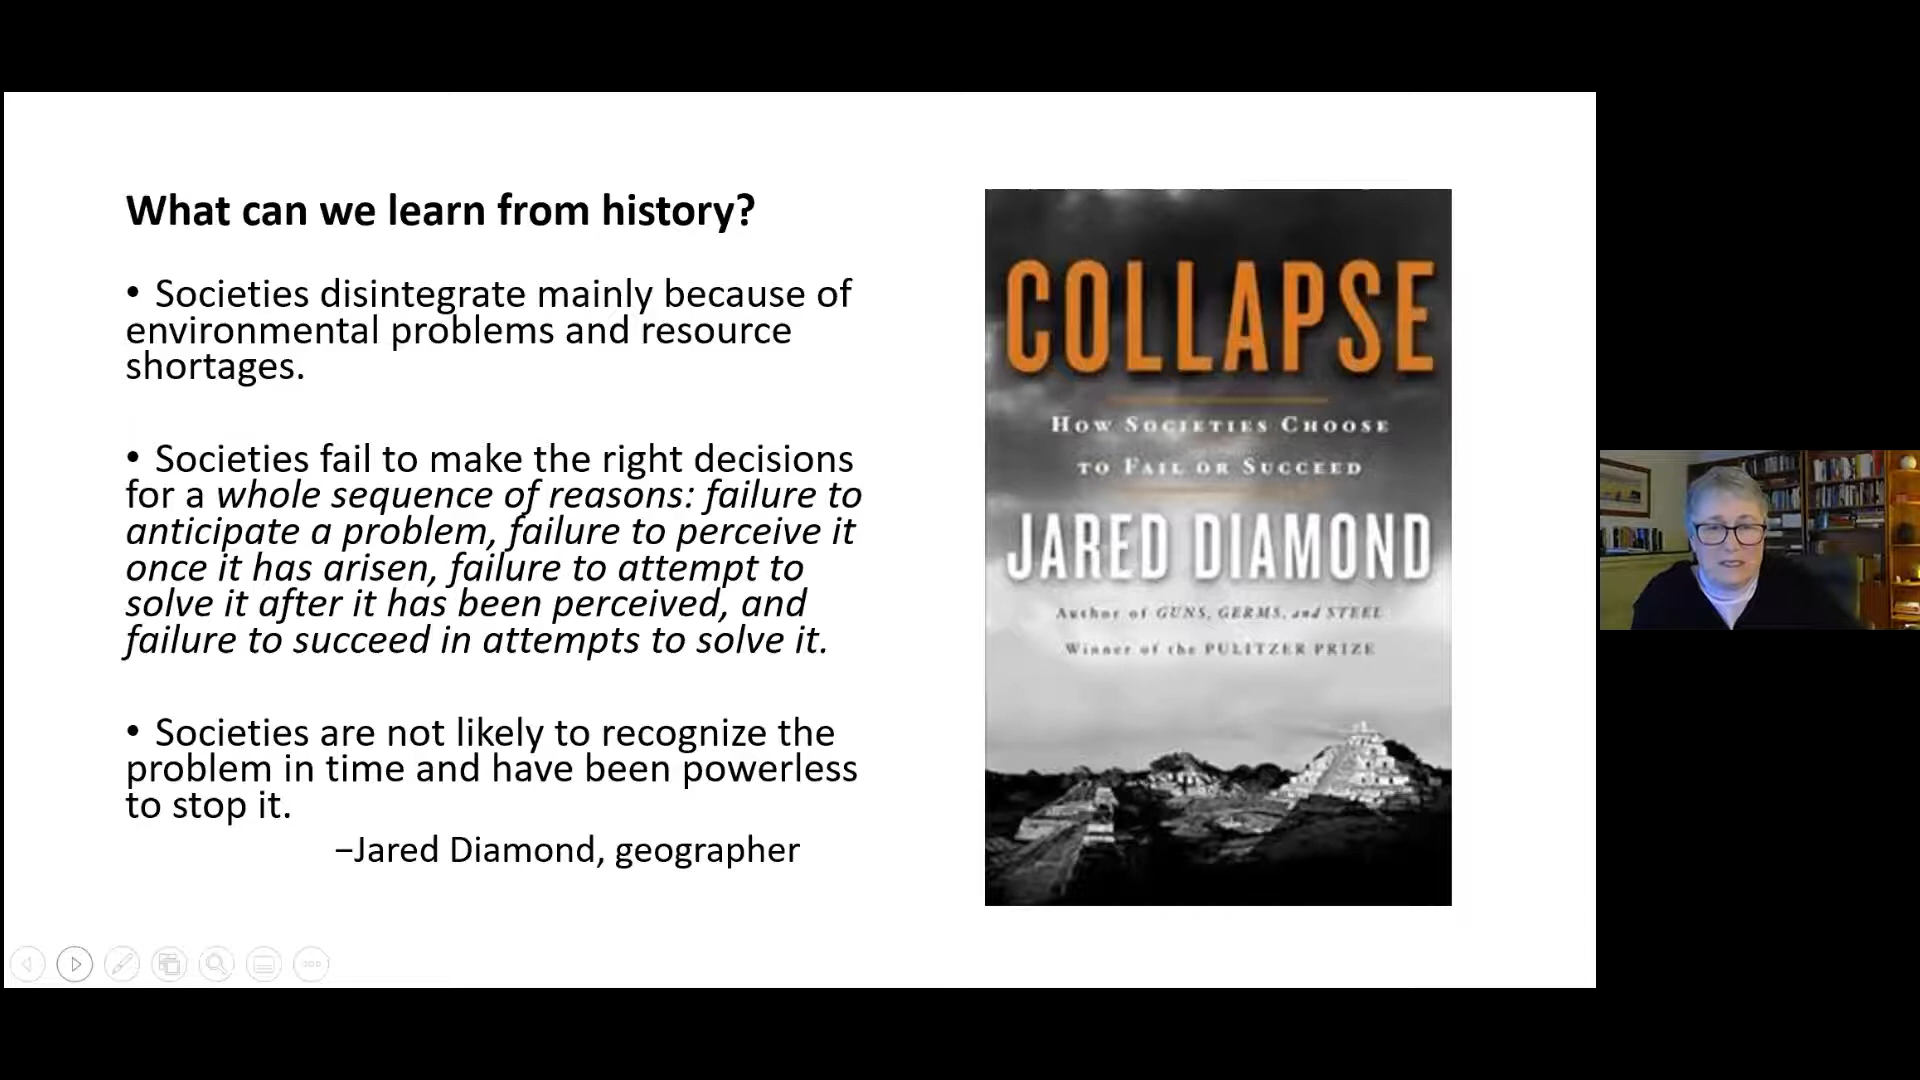 What can we learn from history?
• Societies disintegrate mainly because of
environmental problems and resource
shortages.
• Societies fail to make the right decisions
for a whole sequence of reasons: failure to
anticipate a problem, failure to perceive it
once it has arisen, failure to attempt to
solve it after it has been perceived, and
failure to succeed in attempts to solve it.
• Societies are not likely to recognize the
problem in time and have been powerless
to stop it.
–Jared Diamond, geographer
COLLAPSE
HOW SOCIETIES CHOOSE
TO FAIL OR SUCCEED
JARED DIAMOND
Author of GUNS, GERMS, and STEEL
Winner of the PULITZER PRIZE